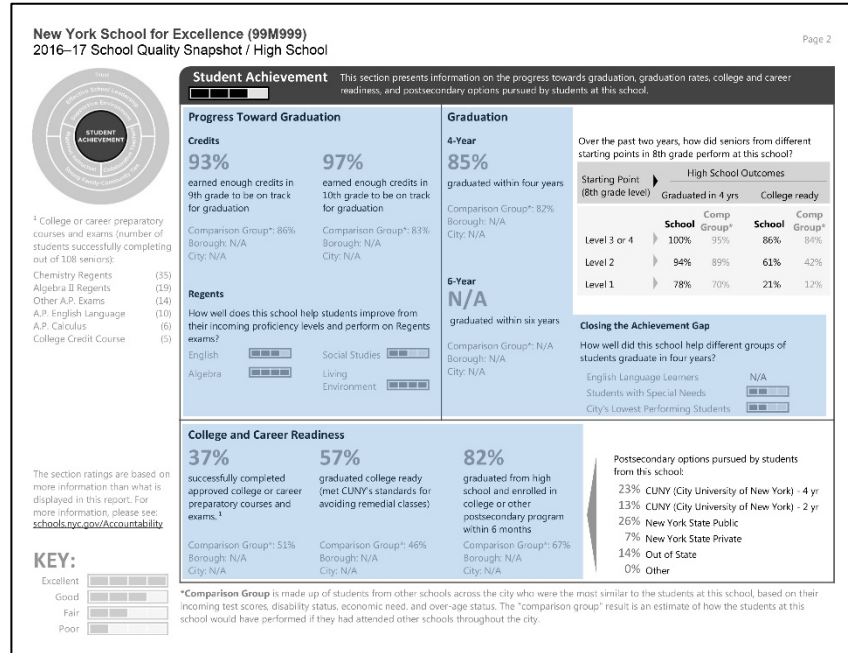 New York School for Excellence (99M999)
2016–17 School Quality Snapshot / High School
Page 2
Student Achievement
This section presents information on the progress towards graduation, graduation rates, college and career
readiness, and postsecondary options pursued by students at this school.
STUDENT
ACHIEVEMENT
¹ College or career preparatory
courses and exams (number of
students successfully completing
out of 108 seniors):
Chemistry Regents (35)
Algebra II Regents (19)
Other A.P. Exams (14)
A.P. English Language (10)
A.P. Calculus (6)
College Credit Course (5)
Progress Toward Graduation
Credits
93%
earned enough credits in
9th grade to be on track
for graduation
Comparison Group*: 86%
Borough: N/A
City: N/A
97%
earned enough credits in
10th grade to be on track
for graduation
Comparison Group*: 83%
Borough: N/A
City: N/A
Regents
How well does this school help students improve from
their incoming proficiency levels and perform on Regents
exams?
English
Social Studies
Algebra
Living
Environment
Graduation
4-Year
85%
graduated within four years
Comparison Group*: 82%
Borough: N/A
City: N/A
6-Year
N/A
graduated within six years
Comparison Group*: N/A
Borough: N/A
City: N/A
Over the past two years, how did seniors from different
starting points in 8th grade perform at this school?
Starting Point
(8th grade level)
High School Outcomes
Graduated in 4 yrs College ready
School Comp Group* School Comp Group*
Level 3 or 4 100% 95% 86% 84%
Level 2 94% 89% 61% 42%
Level 1 78% 70% 21% 12%
Closing the Achievement Gap
How well did this school help different groups of
students graduate in four years?
English Language Learners N/A
Students with Special Needs
City's Lowest Performing Students
College and Career Readiness
37%
successfully completed
approved college or career
preparatory courses and
exams. ¹
Comparison Group*: 51%
Borough: N/A
City: N/A
57%
graduated college ready
(met CUNY's standards for
avoiding remedial classes)
Comparison Group*: 46%
Borough: N/A
City: N/A
82%
graduated from high
school and enrolled in
college or other
postsecondary program
within 6 months
Comparison Group*: 67%
Borough: N/A
City: N/A
Postsecondary options pursued by students
from this school:
23% CUNY (City University of New York) - 4 yr
13% CUNY (City University of New York) - 2 yr
26% New York State Public
7% New York State Private
14% Out of State
0% Other
The section ratings are based on
more information than what is
displayed in this report. For
more information, please see:
schools.nyc.gov/Accountability
KEY:
Excellent
Good
Fair
Poor
*Comparison Group is made up of students from other schools across the city who were the most similar to the students at this school, based on their
incoming test scores, disability status, economic need, and over-age status. The "comparison group" result is an estimate of how the students at this
school would have performed if they had attended other schools throughout the city.